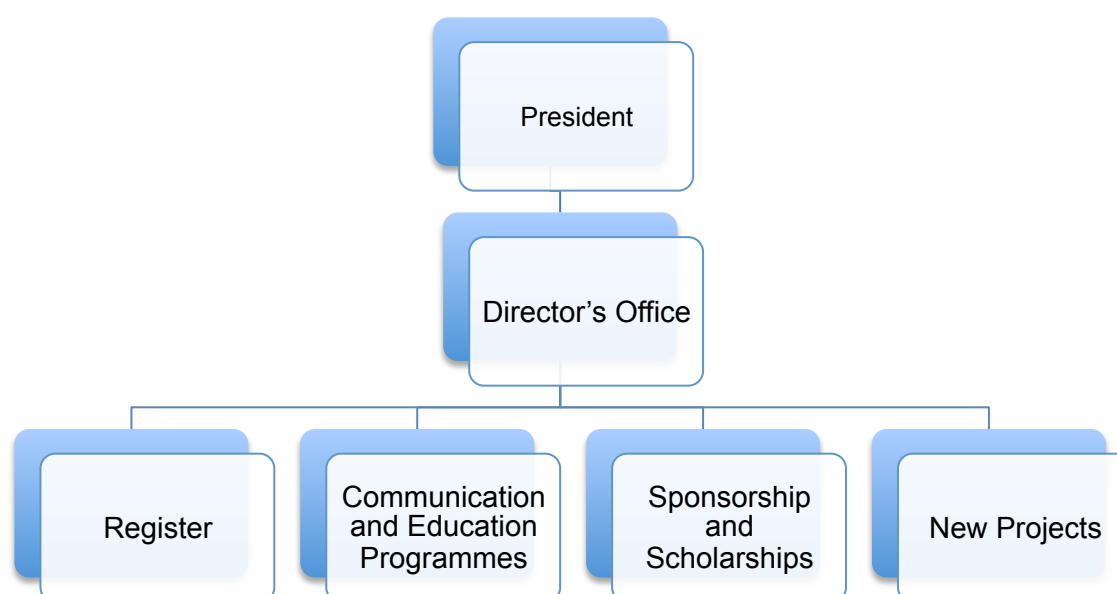 President
Director’s Office
Register
Communication
and Education
Programmes
Sponsorship
and
Scholarships
New Projects